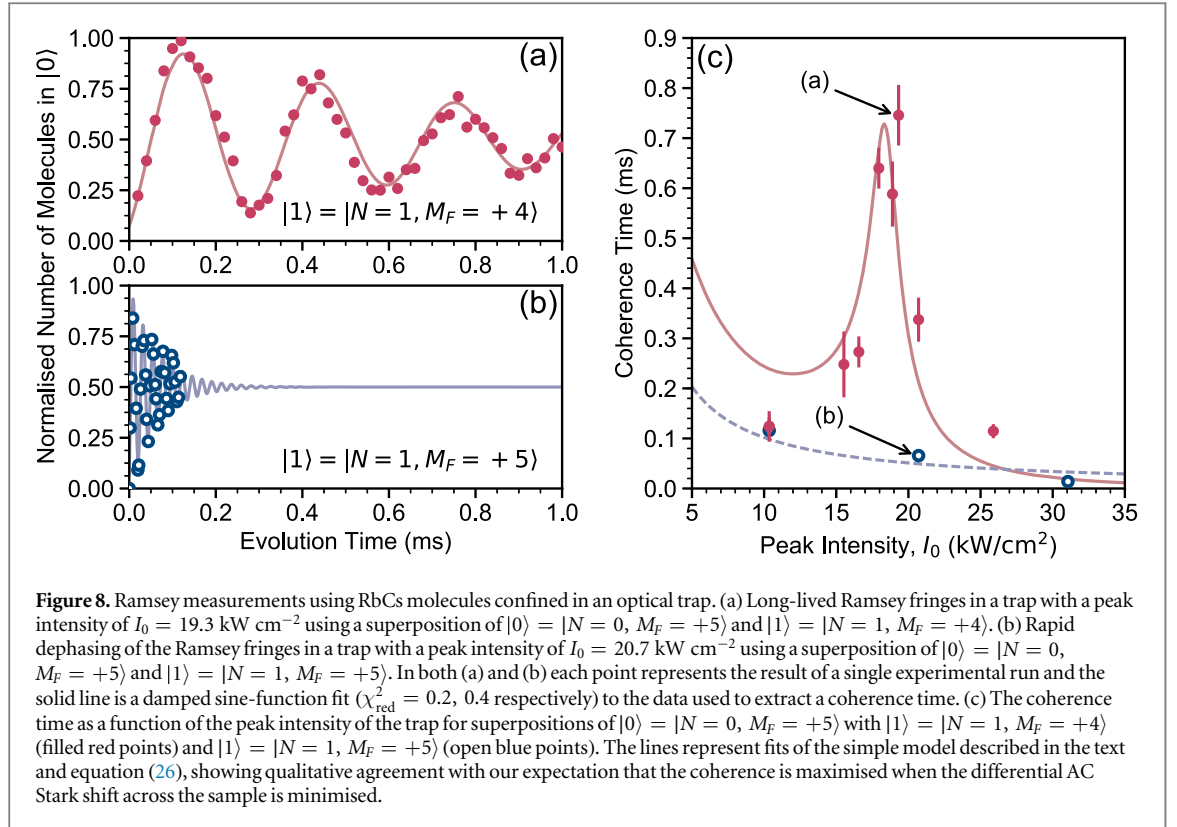 Normalised Number of Molecules in |0⟩
1.00
0.75
0.50
0.25
0.00
(a)
|1⟩ = |N = 1, M_F = +4⟩
0.0 0.2 0.4 0.6 0.8 1.0
1.00
0.75
0.50
0.25
0.00
(b)
|1⟩ = |N = 1, M_F = +5⟩
0.0 0.2 0.4 0.6 0.8 1.0
Evolution Time (ms)
Coherence Time (ms)
0.9
0.8
0.7
0.6
0.5
0.4
0.3
0.2
0.1
0.0
(c)
(a)
(b)
5 10 15 20 25 30 35
Peak Intensity, I₀ (kW/cm²)
Figure 8. Ramsey measurements using RbCs molecules confined in an optical trap. (a) Long-lived Ramsey fringes in a trap with a peak
intensity of I₀ = 19.3 kW cm⁻² using a superposition of |0⟩ = |N = 0, M_F = +5⟩ and |1⟩ = |N = 1, M_F = +4⟩. (b) Rapid
dephasing of the Ramsey fringes in a trap with a peak intensity of I₀ = 20.7 kW cm⁻² using a superposition of |0⟩ = |N = 0,
M_F = +5⟩ and |1⟩ = |N = 1, M_F = +5⟩. In both (a) and (b) each point represents the result of a single experimental run and the
solid line is a damped sine-function fit (χ²_red = 0.2, 0.4 respectively) to the data used to extract a coherence time. (c) The coherence
time as a function of the peak intensity of the trap for superpositions of |0⟩ = |N = 0, M_F = +5⟩ with |1⟩ = |N = 1, M_F = +4⟩
(filled red points) and |1⟩ = |N = 1, M_F = +5⟩ (open blue points). The lines represent fits of the simple model described in the text
and equation (26), showing qualitative agreement with our expectation that the coherence is maximised when the differential AC
Stark shift across the sample is minimised.